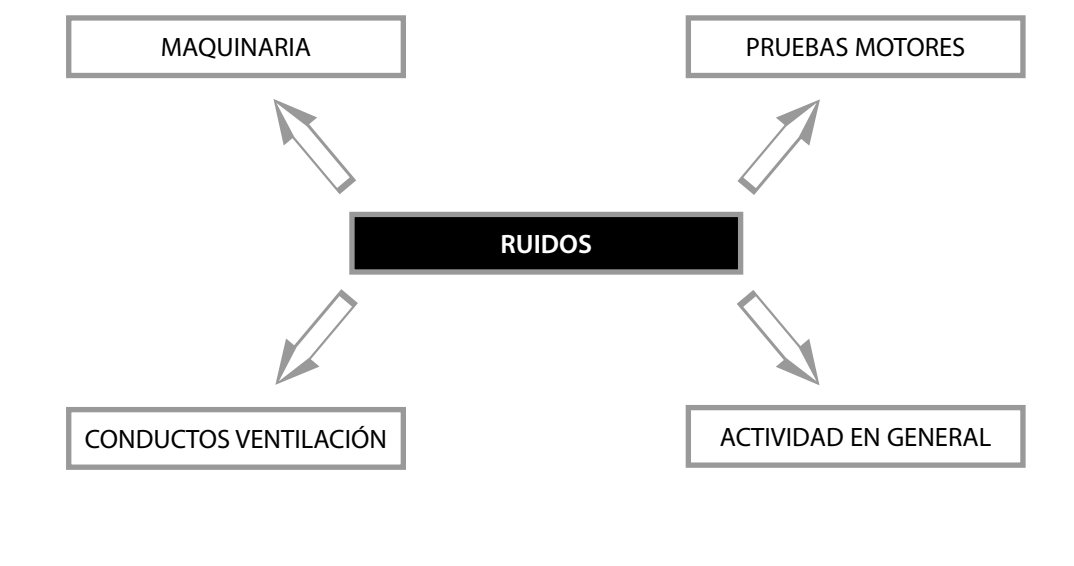 MAQUINARIA
PRUEBAS MOTORES
RUIDOS
CONDUCTOS VENTILACIÓN
ACTIVIDAD EN GENERAL